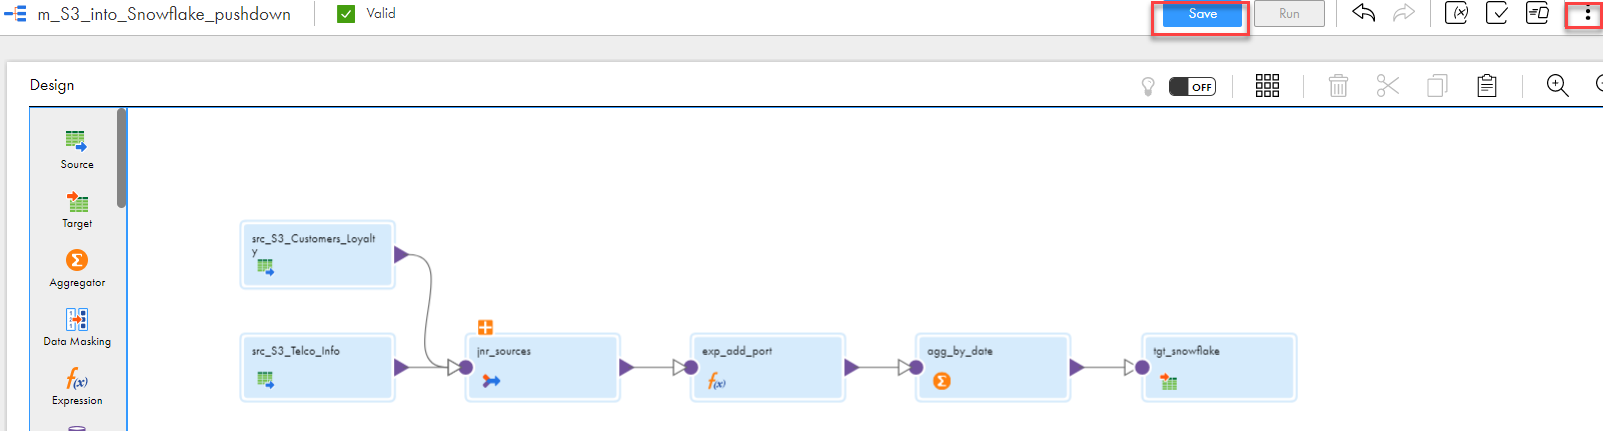 m_S3_into_Snowflake_pushdown
Valid
Save
Run
(x)
Design
OFF
Source
Target
Aggregator
Data Masking
f(x)
Expression
src_S3_Customers_Loyalt
y
src_S3_Telco_Info
jnr_sources
exp_add_port
f(x)
agg_by_date
tgt_snowflake